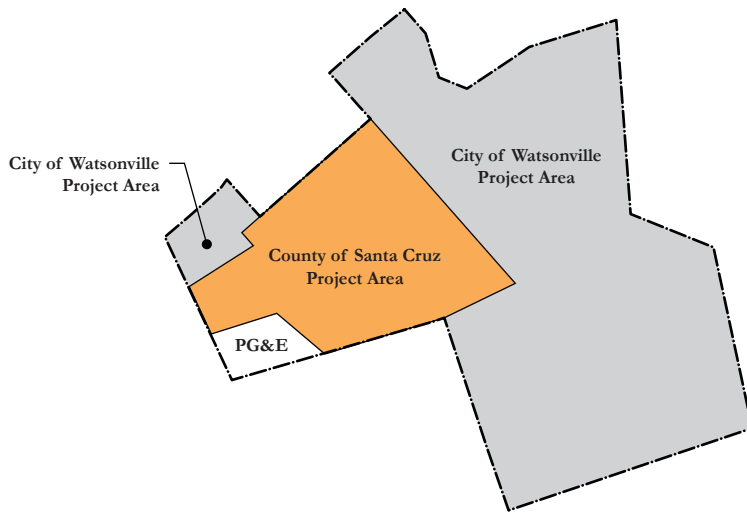 City of Watsonville
Project Area
City of Watsonville
Project Area
County of Santa Cruz
Project Area
PG&E